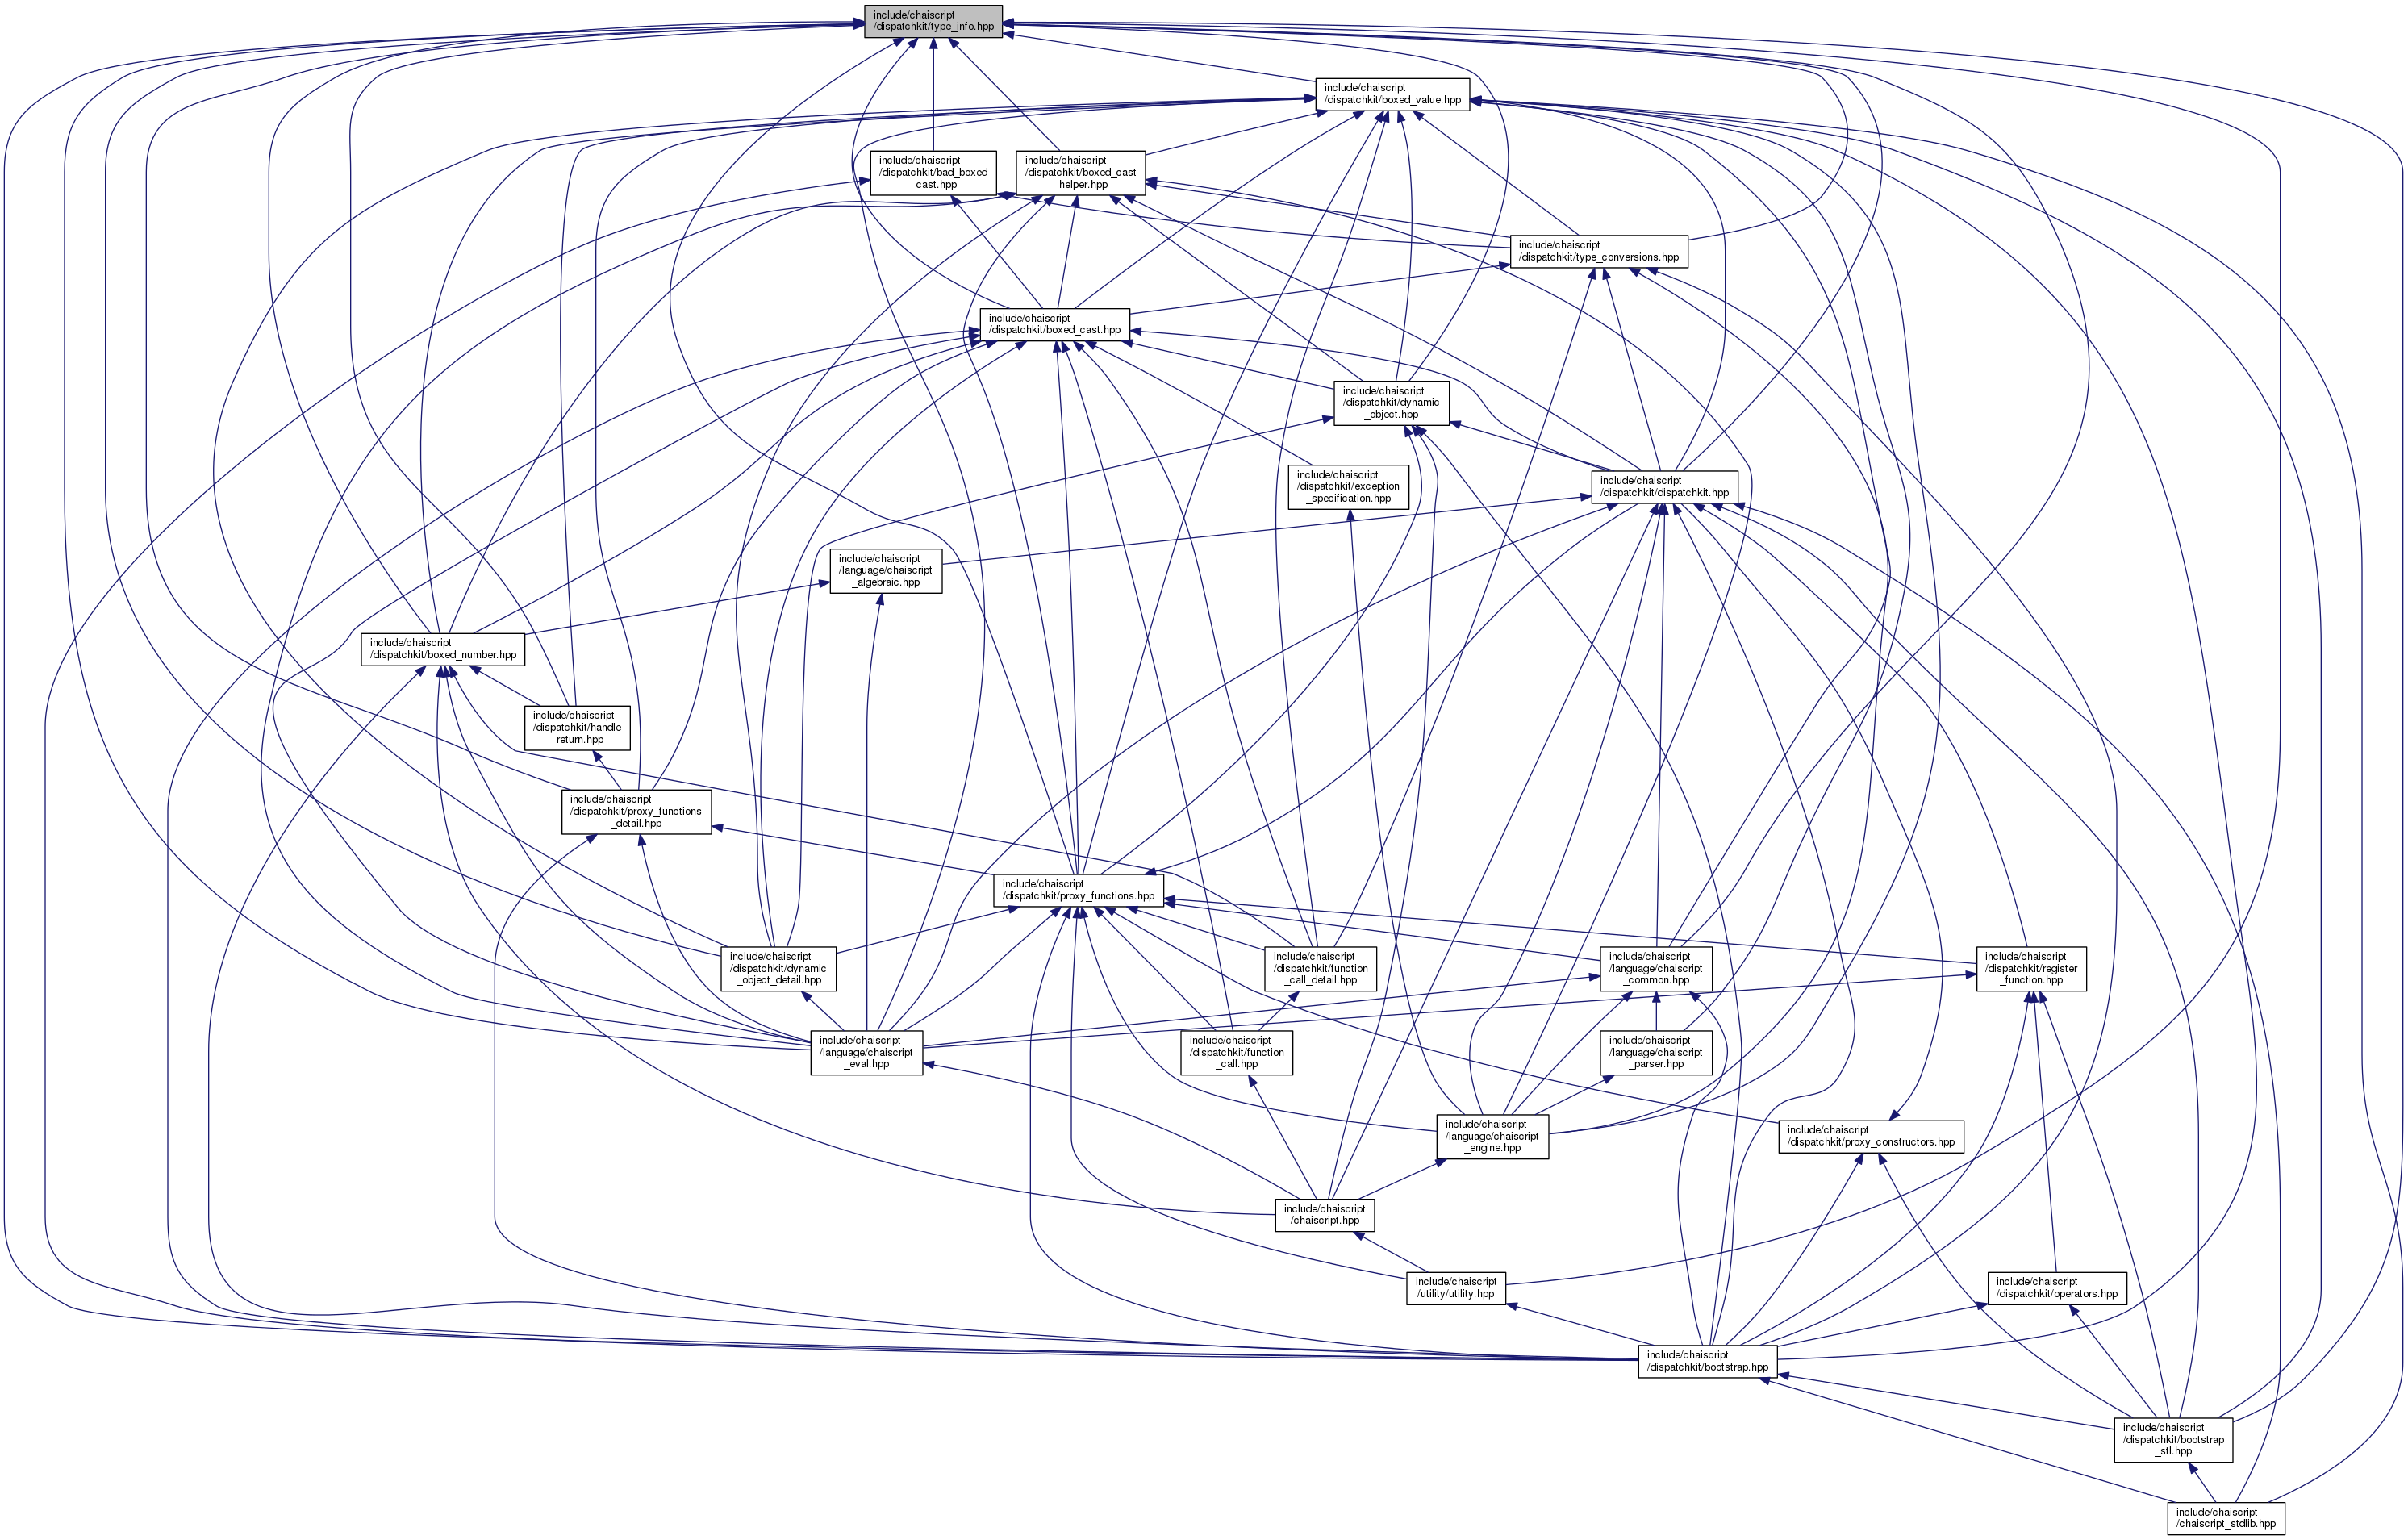 include/chaiscript
/dispatchkit/type_info.hpp
include/chaiscript
/dispatchkit/boxed_value.hpp
include/chaiscript
/dispatchkit/bad_boxed
_cast.hpp
include/chaiscript
/dispatchkit/boxed_cast
_helper.hpp
include/chaiscript
/dispatchkit/type_conversions.hpp
include/chaiscript
/dispatchkit/boxed_cast.hpp
include/chaiscript
/dispatchkit/dynamic
_object.hpp
include/chaiscript
/dispatchkit/exception
_specification.hpp
include/chaiscript
/dispatchkit/dispatchkit.hpp
include/chaiscript
/language/chaiscript
_algebraic.hpp
include/chaiscript
/dispatchkit/boxed_number.hpp
include/chaiscript
/dispatchkit/handle
_return.hpp
include/chaiscript
/dispatchkit/proxy_functions
_detail.hpp
include/chaiscript
/dispatchkit/proxy_functions.hpp
include/chaiscript
/dispatchkit/dynamic
_object_detail.hpp
include/chaiscript
/dispatchkit/function
_call_detail.hpp
include/chaiscript
/language/chaiscript
_common.hpp
include/chaiscript
/dispatchkit/register
_function.hpp
include/chaiscript
/language/chaiscript
_eval.hpp
include/chaiscript
/dispatchkit/function
_call.hpp
include/chaiscript
/language/chaiscript
_parser.hpp
include/chaiscript
/language/chaiscript
_engine.hpp
include/chaiscript
/dispatchkit/proxy_constructors.hpp
include/chaiscript
/chaiscript.hpp
include/chaiscript
/utility/utility.hpp
include/chaiscript
/dispatchkit/operators.hpp
include/chaiscript
/dispatchkit/bootstrap.hpp
include/chaiscript
/dispatchkit/bootstrap
_stl.hpp
include/chaiscript
/chaiscript_stdlib.hpp